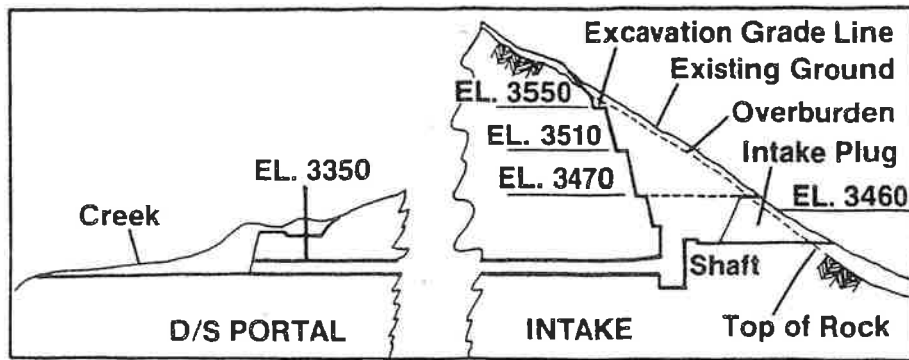 Excavation Grade Line
Existing Ground
EL. 3550
Overburden
EL. 3510
Intake Plug
EL. 3350
EL. 3470
EL. 3460
Creek
Shaft
D/S PORTAL
INTAKE
Top of Rock